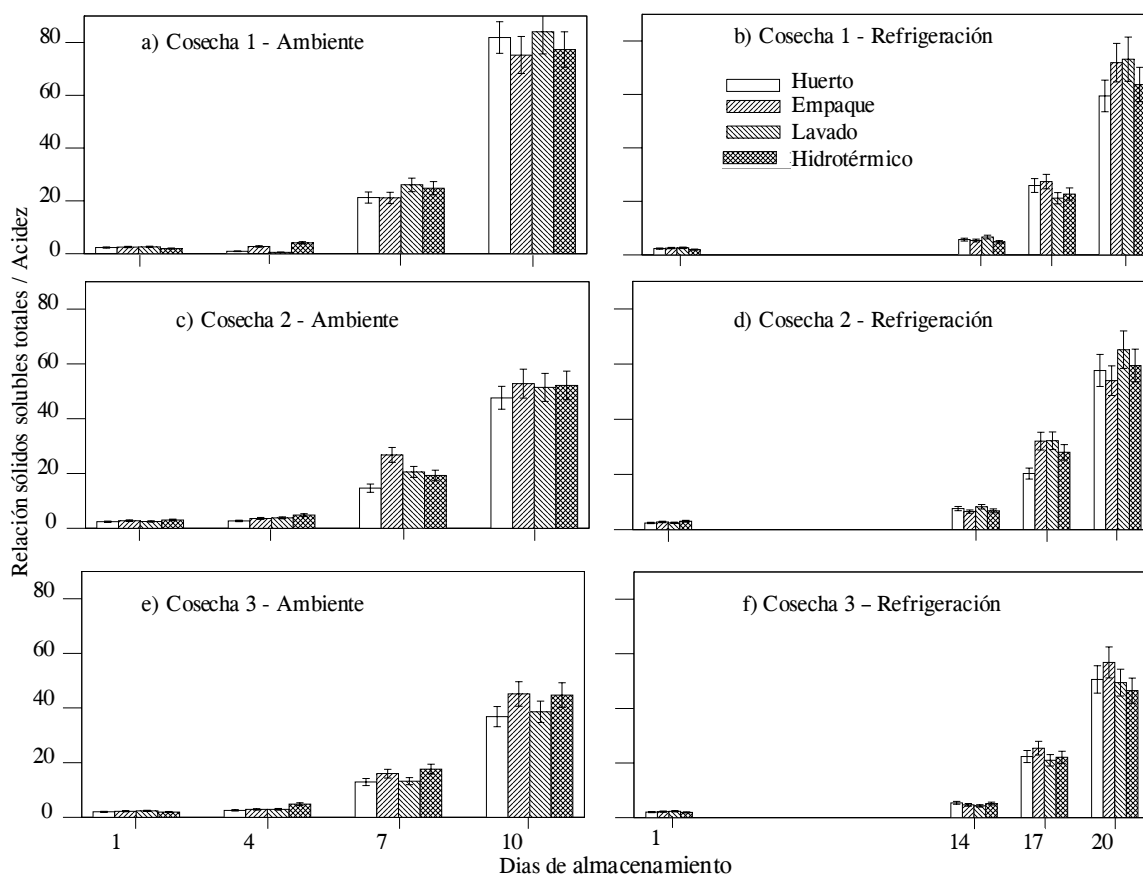 a) Cosecha 1 - Ambiente
80
60
40
20
0
b) Cosecha 1 - Refrigeración
Huerto
Empaque
Lavado
Hidrotérmico
c) Cosecha 2 - Ambiente
80
60
40
20
0
d) Cosecha 2 - Refrigeración
e) Cosecha 3 - Ambiente
80
60
40
20
0
f) Cosecha 3 – Refrigeración
Relación sólidos solubles totales / Acidez
1 4 7 10 1 14 17 20
Dias de almacenamiento